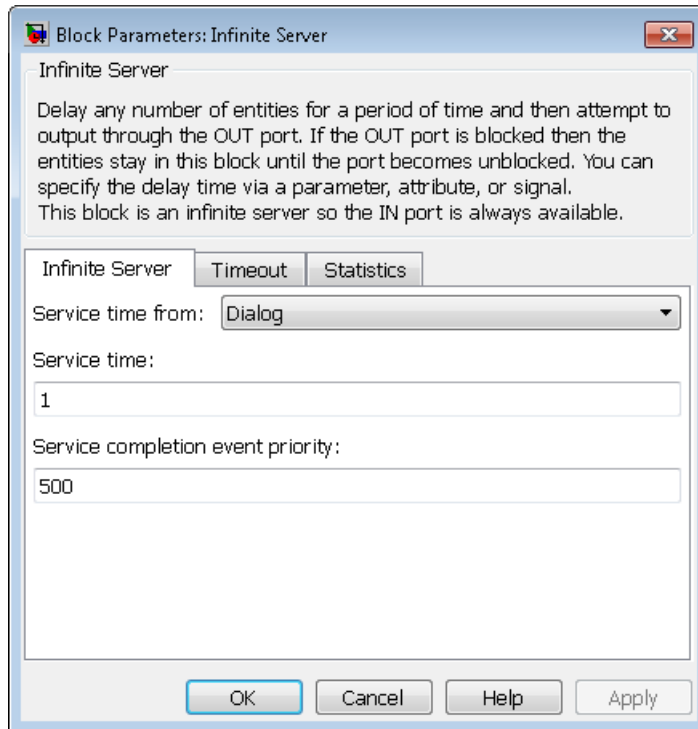 Block Parameters: Infinite Server
Infinite Server
Delay any number of entities for a period of time and then attempt to
output through the OUT port. If the OUT port is blocked then the
entities stay in this block until the port becomes unblocked. You can
specify the delay time via a parameter, attribute, or signal.
This block is an infinite server so the IN port is always available.
Infinite Server Timeout Statistics
Service time from: Dialog
Service time:
1
Service completion event priority:
500
OK Cancel Help Apply